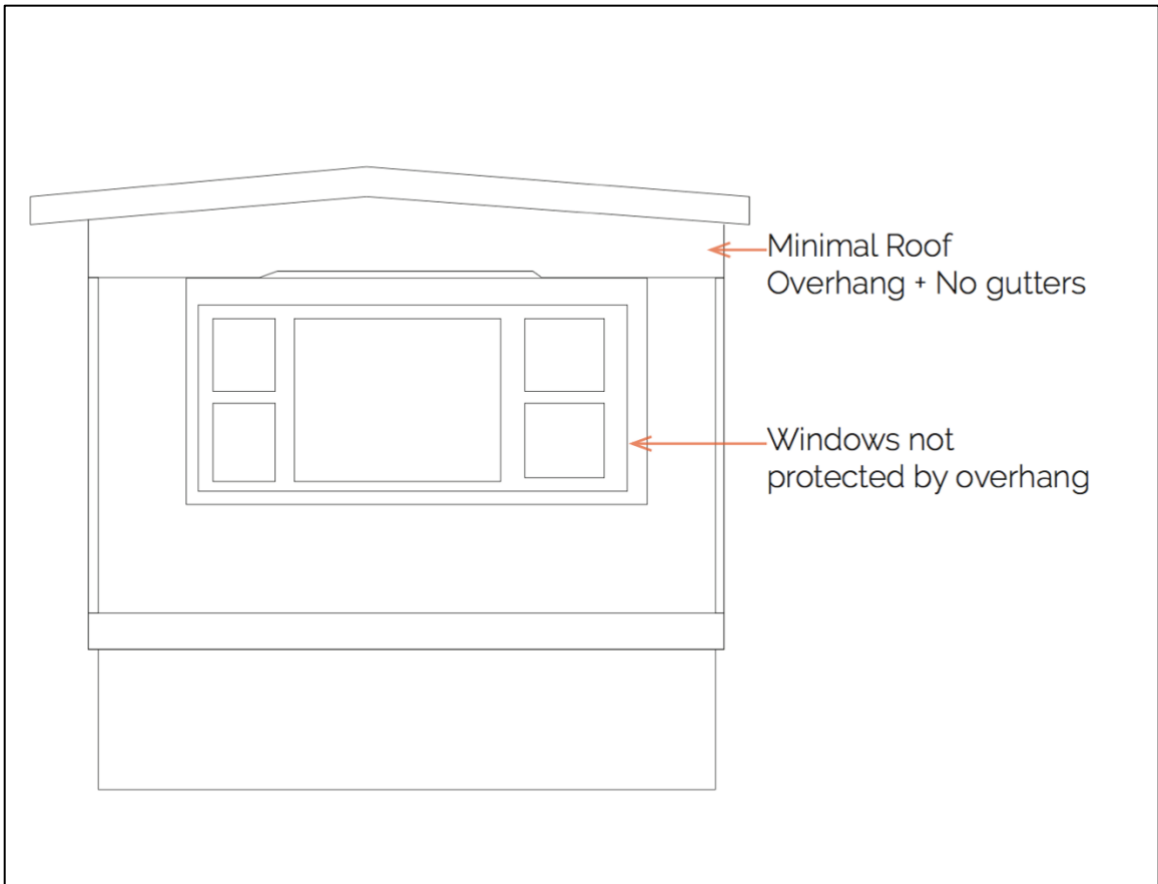 Minimal Roof
Overhang + No gutters
Windows not
protected by overhang